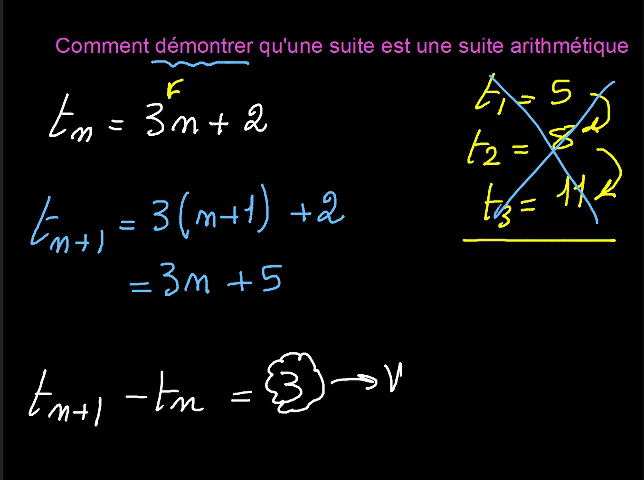 Comment démontrer qu'une suite est une suite arithmétique
r
tₙ = 3n + 2
t₁ = 5
t₂ = 8
t₃ = 11
tₙ₊₁ = 3(n+1) + 2
= 3n + 5
tₙ₊₁ - tₙ = 3 → r